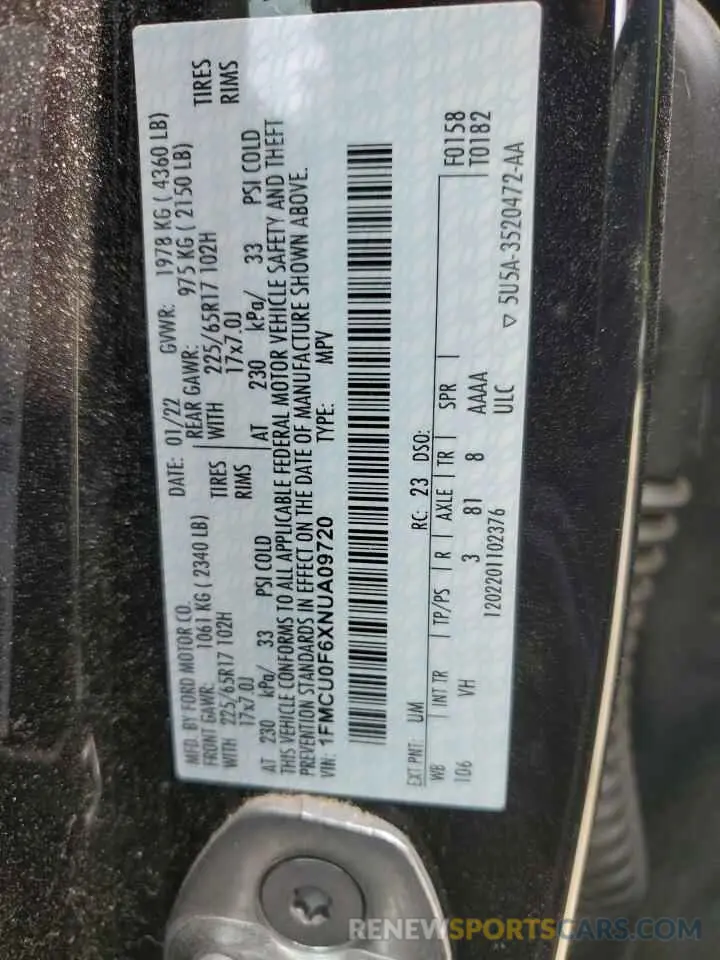 MFD. BY FORD MOTOR CO.
DATE: 01/22 GVWR: 1978 KG ( 4360 LB)
FRONT GAWR: 1061 KG ( 2340 LB) REAR GAWR: 975 KG ( 2150 LB)
WITH 225/65R17 102H TIRES WITH 225/65R17 102H TIRES
17x7.0J RIMS 17x7.0J RIMS
AT 230 kPa/ 33 PSI COLD AT 230 kPa/ 33 PSI COLD
THIS VEHICLE CONFORMS TO ALL APPLICABLE FEDERAL MOTOR VEHICLE SAFETY AND THEFT
PREVENTION STANDARDS IN EFFECT ON THE DATE OF MANUFACTURE SHOWN ABOVE.
VIN: 1FMCU0F6XNUA09720 TYPE: MPV
EXT PNT: UM RC: 23 DSO: F0158
T0182
WB INT TR TP/PS R AXLE TR SPR
106 VH 3 81 8 AAAA
1202201102376 ULC
▽ 5U5A-3520472-AA
RENEWSPORTSCARS.COM